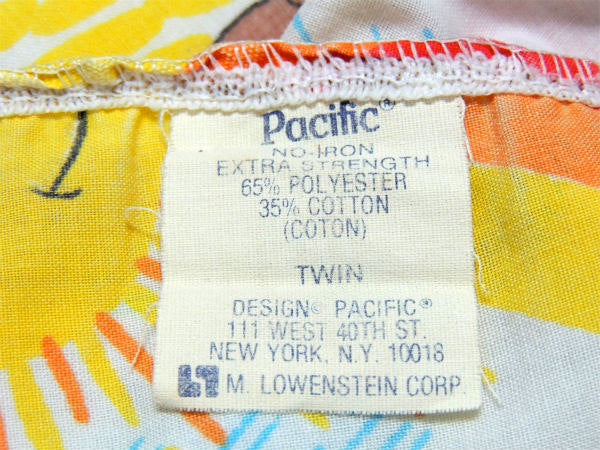 Pacific®
NO-IRON
EXTRA STRENGTH
65% POLYESTER
35% COTTON
(COTON)
TWIN
DESIGN© PACIFIC®
111 WEST 40TH ST.
NEW YORK, N.Y. 10018
M. LOWENSTEIN CORP.